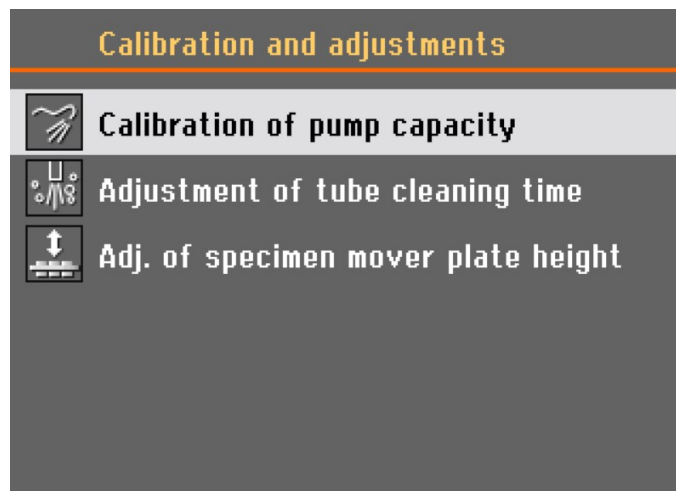 Calibration and adjustments
Calibration of pump capacity
Adjustment of tube cleaning time
Adj. of specimen mover plate height